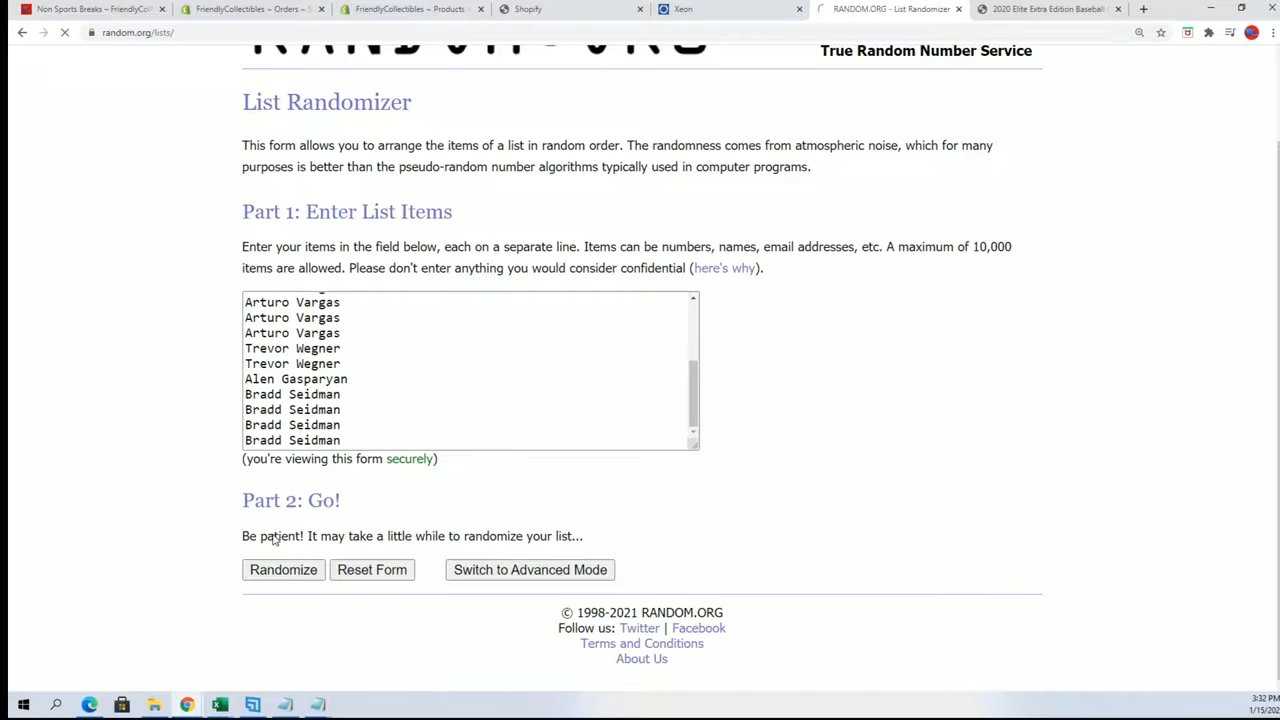 Non Sports Breaks – FriendlyColl
FriendlyCollectibles ~ Orders ~ S
FriendlyCollectibles ~ Products ~
Shopify
Xeon
RANDOM.ORG - List Randomizer
2020 Elite Extra Edition Baseball
random.org/lists/
RANDOM.ORG
True Random Number Service
List Randomizer
This form allows you to arrange the items of a list in random order. The randomness comes from atmospheric noise, which for many
purposes is better than the pseudo-random number algorithms typically used in computer programs.
Part 1: Enter List Items
Enter your items in the field below, each on a separate line. Items can be numbers, names, email addresses, etc. A maximum of 10,000
items are allowed. Please don't enter anything you would consider confidential (here's why).
Arturo Vargas
Arturo Vargas
Arturo Vargas
Trevor Wegner
Trevor Wegner
Alen Gasparyan
Bradd Seidman
Bradd Seidman
Bradd Seidman
Bradd Seidman
(you're viewing this form securely)
Part 2: Go!
Be patient! It may take a little while to randomize your list...
Randomize
Reset Form
Switch to Advanced Mode
© 1998-2021 RANDOM.ORG
Follow us: Twitter | Facebook
Terms and Conditions
About Us
3:32 PM
1/15/202